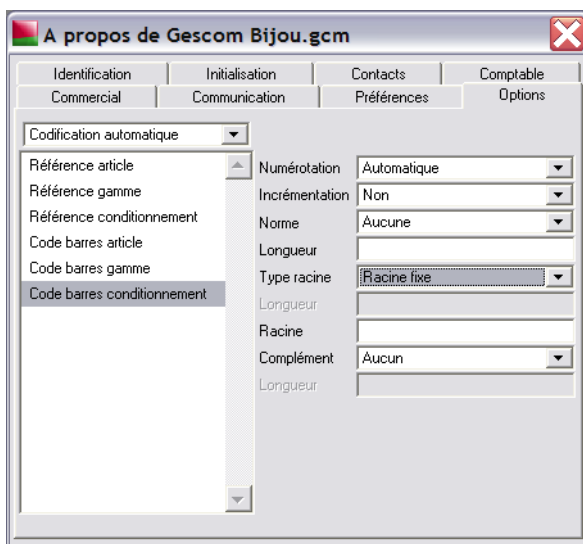 A propos de Gescom Bijou.gcm
Identification Initialisation Contacts Comptable
Commercial Communication Préférences Options
Codification automatique
Référence article
Référence gamme
Référence conditionnement
Code barres article
Code barres gamme
Code barres conditionnement
Numérotation Automatique
Incrémentation Non
Norme Aucune
Longueur
Type racine Racine fixe
Longueur
Racine
Complément Aucun
Longueur